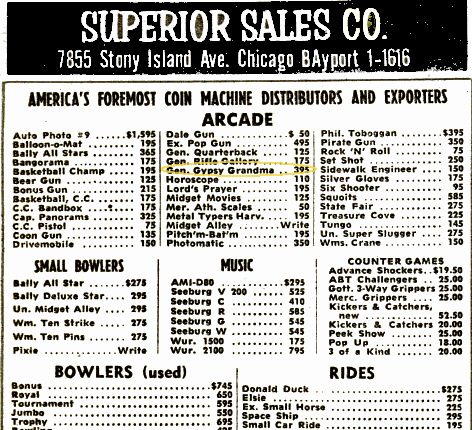 SUPERIOR SALES CO.
7855 Stony Island Ave. Chicago BAyport 1-1616
AMERICA'S FOREMOST COIN MACHINE DISTRIBUTORS AND EXPORTERS
ARCADE
Auto Photo #9 ......$1,595
Balloon-o-Mat ...... 195
Bally All Stars ...... 365
Bangorama ...... 175
Basketball Champ ...... 195
Beer Gun ...... 125
Bonus Gun ...... 215
Basketball, C.C. ...... 175
C.C. Bandbox ...... 175
Cap. Panorams ...... 325
C.C. Pistol ...... 75
Coon Gun ...... 135
Drivemobile ...... 150
Dale Gun ......$ 50
Ex. Pop Gun ...... 495
Gen. Quarterback ...... 125
Gen. Rifle Gallery ...... 175
Gen. Gypsy Grandma ... 395
Horoscope ...... 110
Lord's Prayer ...... 195
Midget Movies ...... 125
Mer. Ath. Scales ...... 50
Metal Typers Harv. ... 195
Midget Alley ......Write
Pitch'm-Bat'm ...... 195
Photomatic ...... 350
Phil. Toboggan ......$395
Pirate Gun ...... 350
Rock 'N' Roll ...... 75
Set Shot ...... 250
Sidewalk Engineer ...... 150
Silver Gloves ...... 175
Six Shooter ...... 95
Squoits ...... 585
State Fair ...... 275
Treasure Cove ...... 225
Tungo ...... 145
Un. Super Slugger ...... 275
Wms. Crane ...... 150
SMALL BOWLERS
Bally All Star ......$275
Bally Deluxe Star.... 295
Un. Midget Alley ... 295
Wm. Ten Strike ... 275
Wm. Ten Pins ...... 275
Pixie ......Write
MUSIC
AMI-D80 ......$295
Seeburg V 200 ...... 525
Seeburg C ...... 410
Seeburg R ...... 585
Seeburg G ...... 545
Seeburg W ...... 545
Wur. 1500 ...... 175
Wur. 2100 ...... 795
COUNTER GAMES
Advance Shockers..$19.50
ABT Challengers .. 25.00
Gott. 3-Way Grippers 25.00
Merc. Grippers .... 25.00
Kickers & Catchers,
new ...... 52.50
Kickers & Catchers 20.00
Peek Show ...... 25.00
Pop Up ...... 18.00
3 of a Kind ...... 20.00
BOWLERS (used)
Bonus ......$745
Royal ...... 650
Tournament ...... 595
Jumbo ...... 550
Trophy ...... 695
RIDES
Donald Duck ......$275
Elsie ...... 275
Ex. Small Horse ...... 225
Space Ship ...... 295
Small Car Ride ...... 195